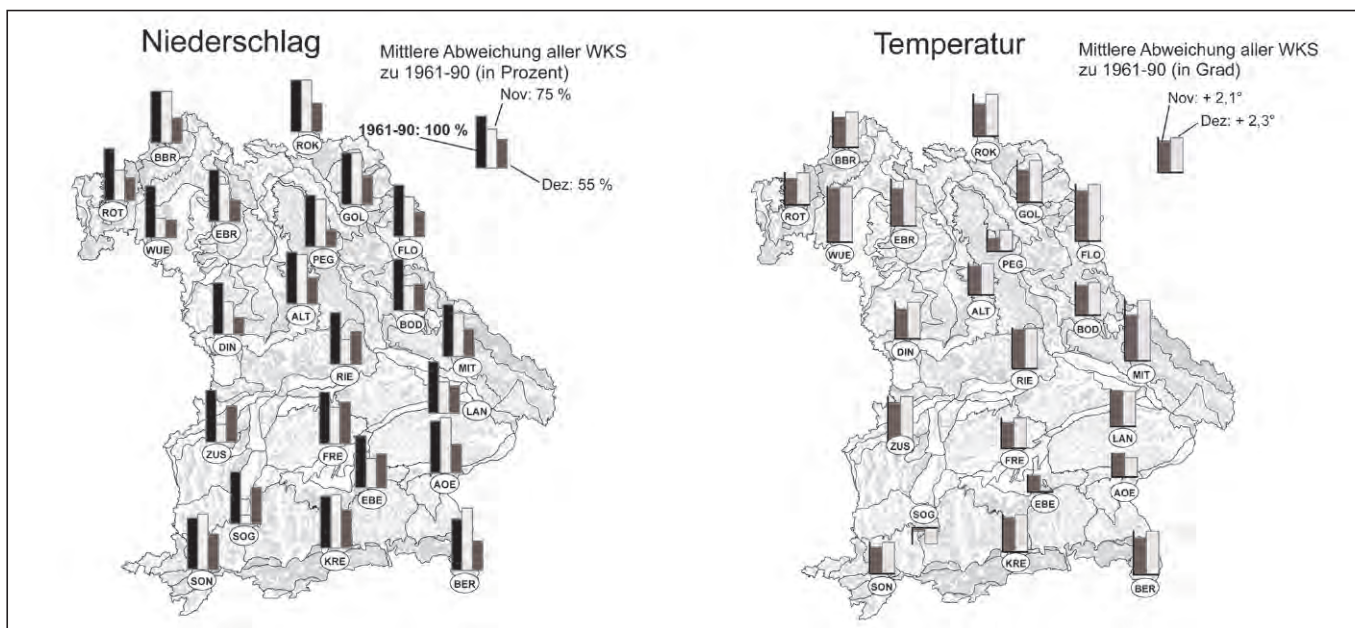 Niederschlag
Mittlere Abweichung aller WKS
zu 1961-90 (in Prozent)
Nov: 75 %
1961-90: 100 %
Dez: 55 %
BBR
ROK
ROT
WUE
EBR
GOL
PEG
FLO
ALT
BOD
DIN
RIE
MIT
LAN
ZUS
FRE
EBE
AOE
SOG
KRE
SON
BER
Temperatur
Mittlere Abweichung aller WKS
zu 1961-90 (in Grad)
Nov: + 2,1°
Dez: + 2,3°
BBR
ROK
ROT
GOL
WUE
EBR
PEG
FLO
ALT
BOD
DIN
RIE
MIT
ZUS
LAN
FRE
AOE
EBE
SOG
KRE
SON
BER